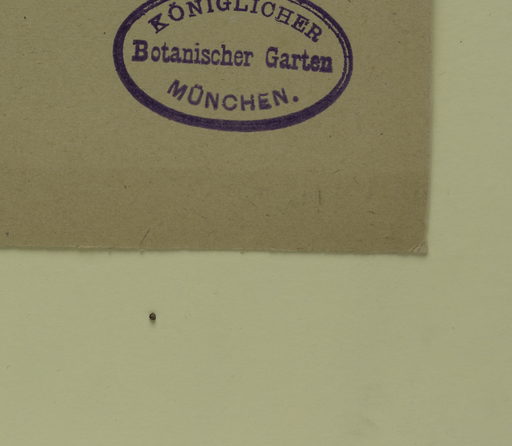 KÖNIGLICHER
Botanischer Garten
MÜNCHEN.